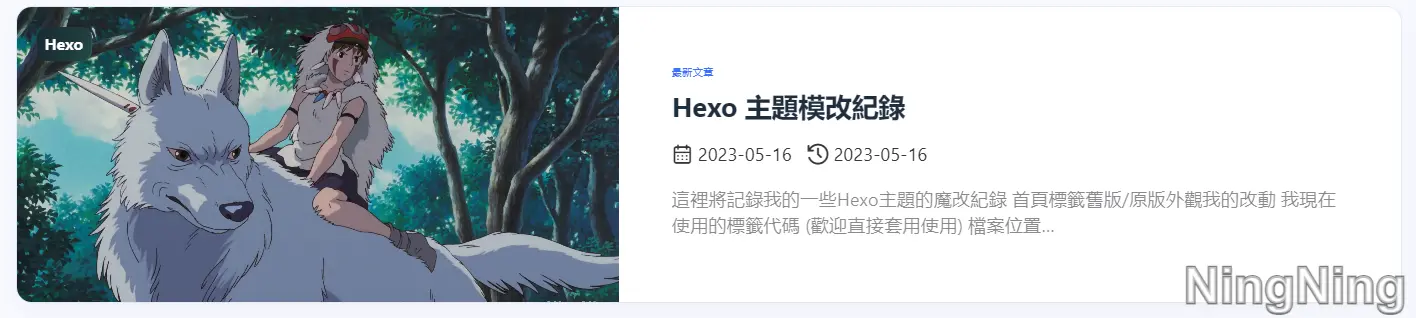 Hexo
最新文章
Hexo 主題模改紀錄
2023-05-16 2023-05-16
這裡將記錄我的一些Hexo主題的魔改紀錄 首頁標籤舊版/原版外觀我的改動 我現在
使用的標籤代碼 (歡迎直接套用使用) 檔案位置...
NingNing